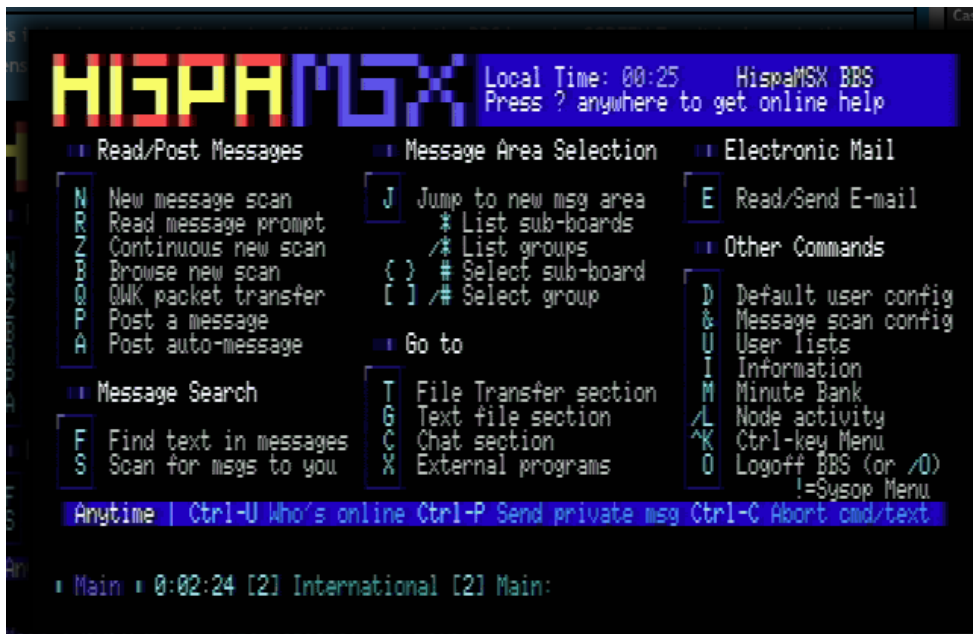 HISPAMSX
Local Time: 00:25 HispaMSX BBS
Press ? anywhere to get online help
Read/Post Messages
N New message scan
R Read message prompt
Z Continuous new scan
B Browse new scan
Q QWK packet transfer
P Post a message
A Post auto-message
Message Search
F Find text in messages
S Scan for msgs to you
Message Area Selection
J Jump to new msg area
* List sub-boards
/* List groups
{ } # Select sub-board
[ ] /# Select group
Go to
T File Transfer section
G Text file section
C Chat section
X External programs
Electronic Mail
E Read/Send E-mail
Other Commands
D Default user config
& Message scan config
U User lists
I Information
M Minute Bank
/L Node activity
^K Ctrl-key Menu
O Logoff BBS (or /O)
!=Sysop Menu
Anytime | Ctrl-U Who's online Ctrl-P Send private msg Ctrl-C Abort cmd/text
Main 0:02:24 [2] International [2] Main: